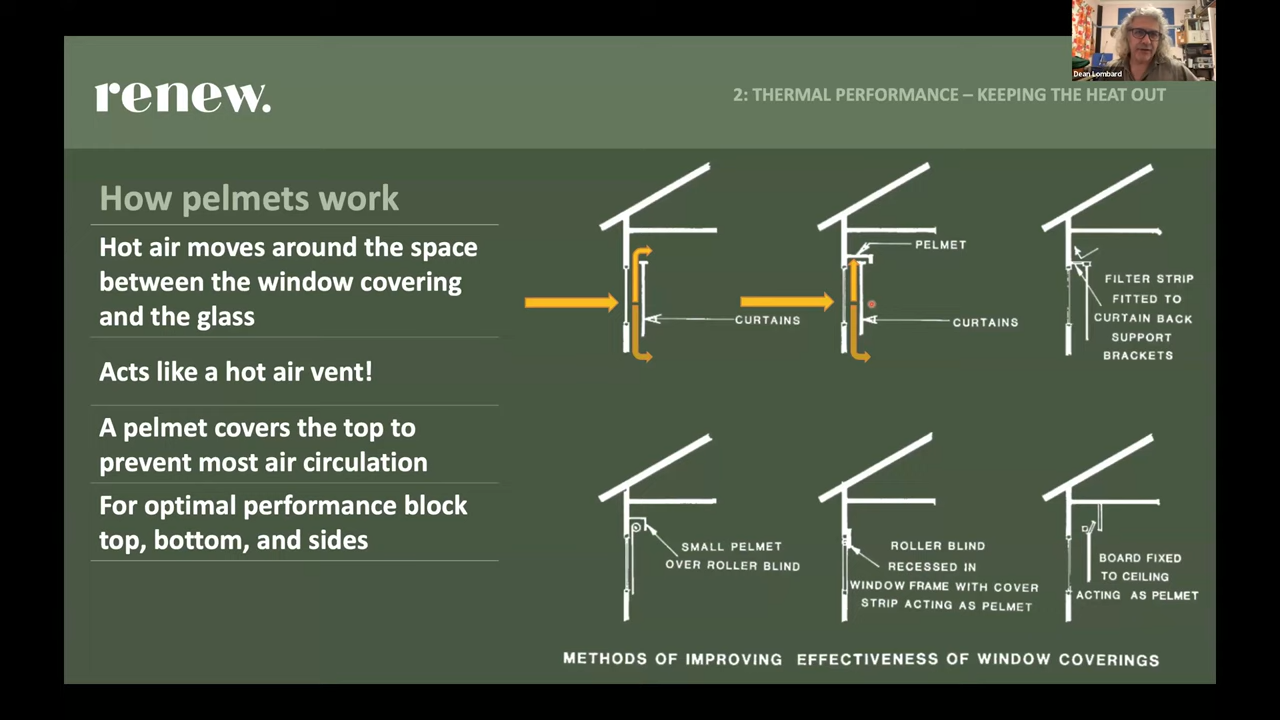 Dean Lombard
renew.
2: THERMAL PERFORMANCE – KEEPING THE HEAT OUT
How pelmets work
Hot air moves around the space
between the window covering
and the glass
Acts like a hot air vent!
A pelmet covers the top to
prevent most air circulation
For optimal performance block
top, bottom, and sides
CURTAINS
PELMET
CURTAINS
FILTER STRIP
FITTED TO
CURTAIN BACK
SUPPORT
BRACKETS
SMALL PELMET
OVER ROLLER BLIND
ROLLER BLIND
RECESSED IN
WINDOW FRAME WITH COVER
STRIP ACTING AS PELMET
BOARD FIXED
TO CEILING
ACTING AS PELMET
METHODS OF IMPROVING EFFECTIVENESS OF WINDOW COVERINGS